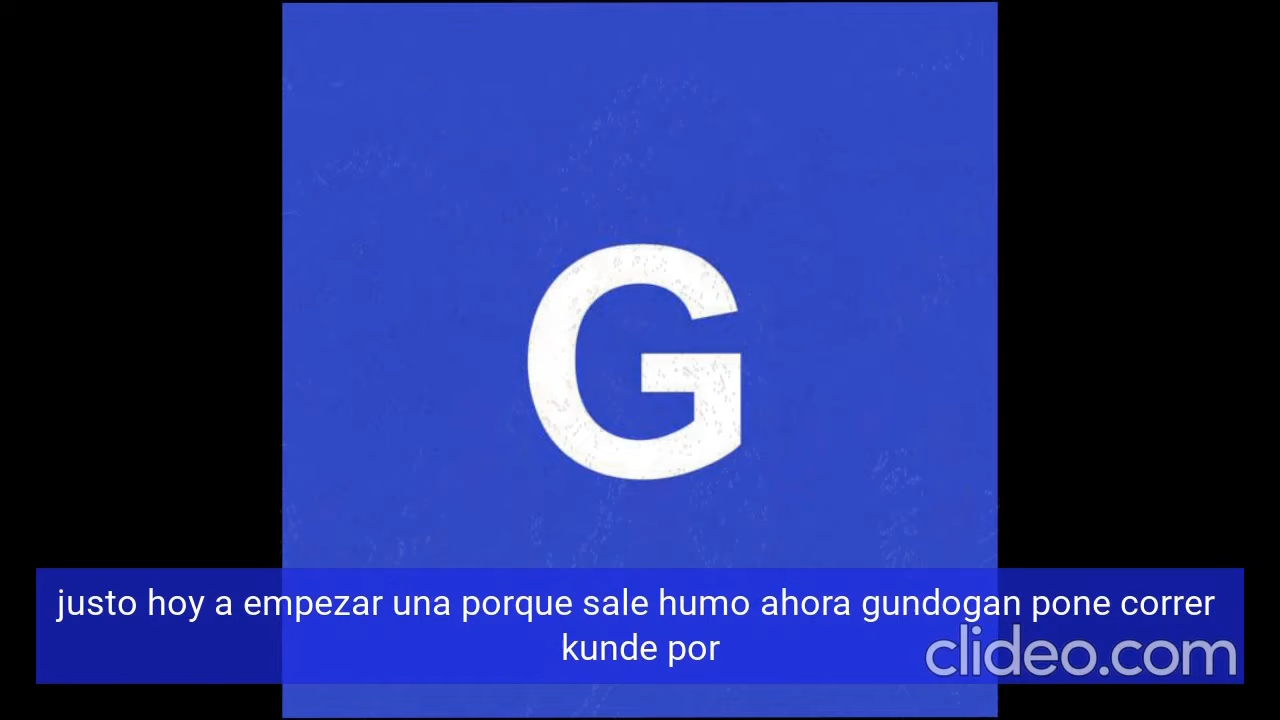 G
justo hoy a empezar una porque sale humo ahora gundogan pone correr
kunde por
clideo.com